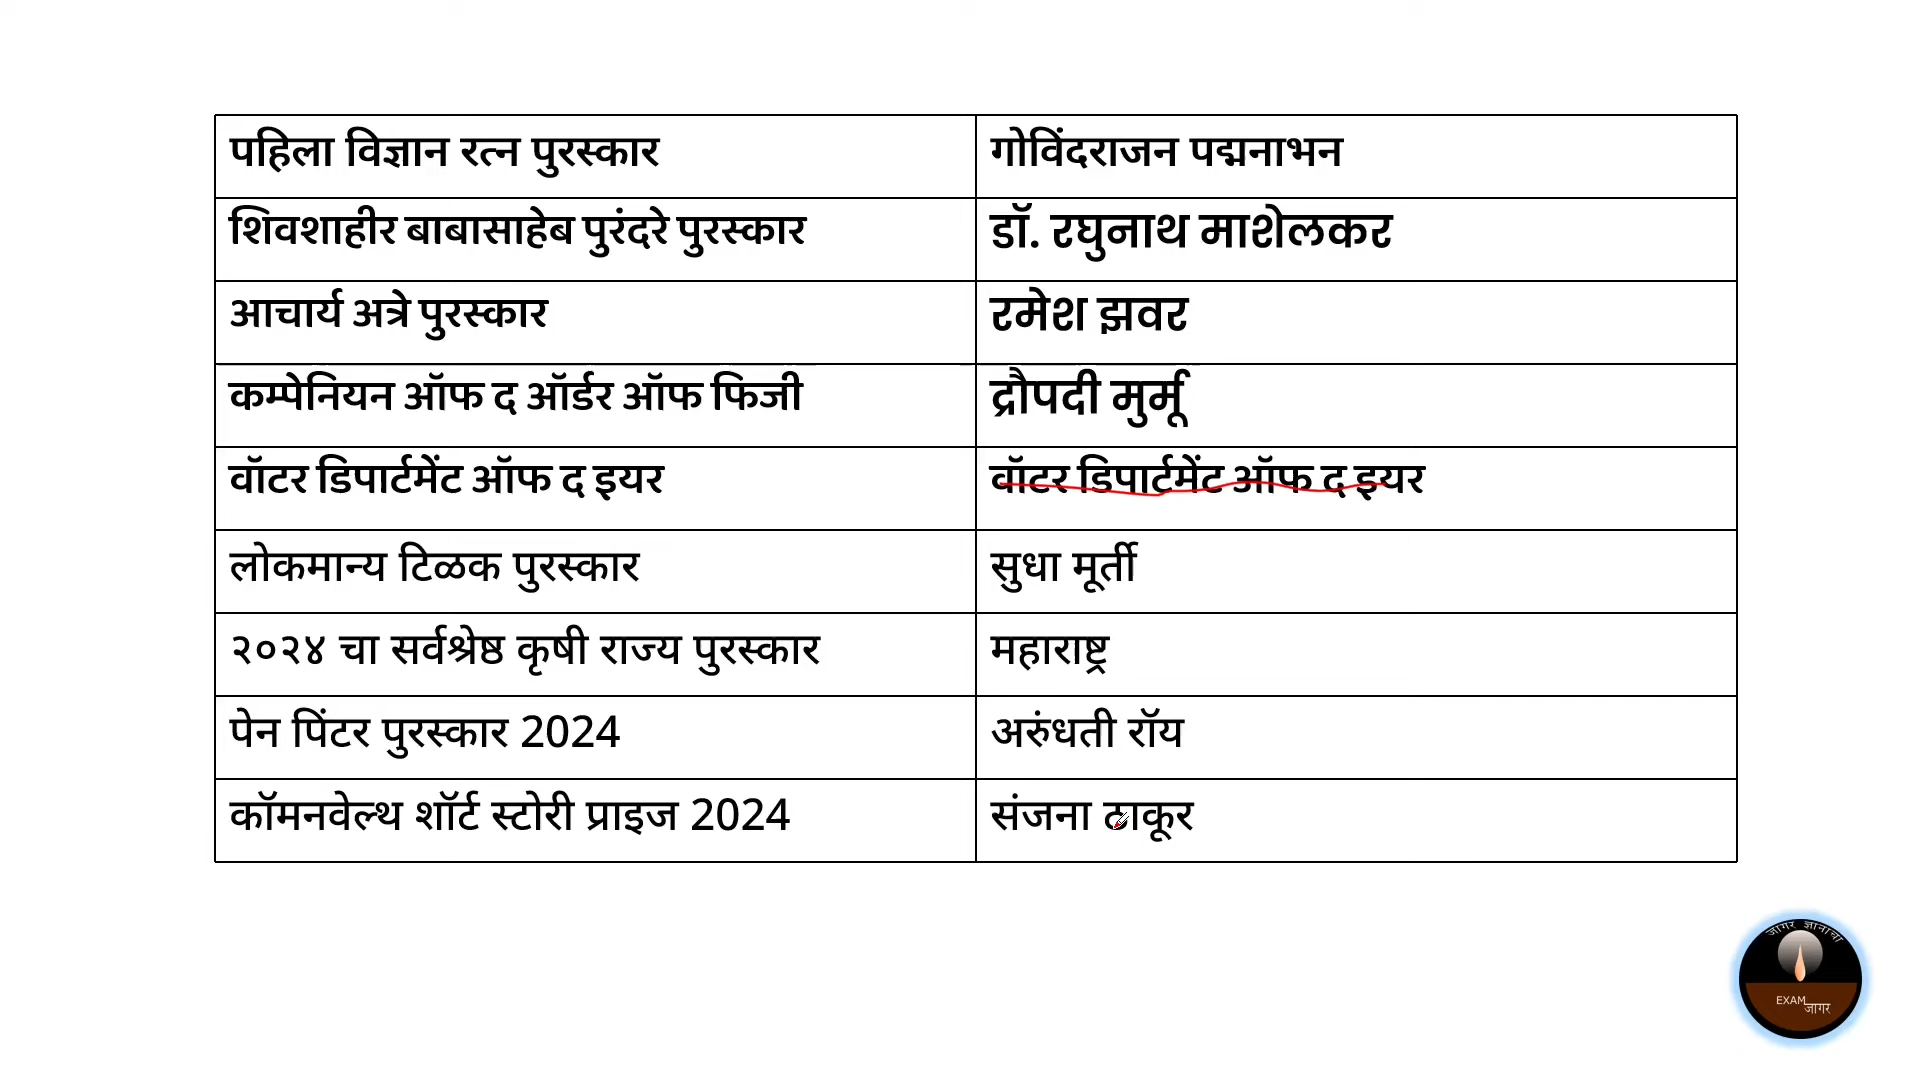 पहिला विज्ञान रत्न पुरस्कार
गोविंदराजन पद्मनाभन
शिवशाहीर बाबासाहेब पुरंदरे पुरस्कार
डॉ. रघुनाथ माशेलकर
आचार्य अत्रे पुरस्कार
रमेश झवर
कम्पेनियन ऑफ द ऑर्डर ऑफ फिजी
द्रौपदी मुर्मू
वॉटर डिपार्टमेंट ऑफ द इयर
वॉटर डिपार्टमेंट ऑफ द इयर
लोकमान्य टिळक पुरस्कार
सुधा मूर्ती
२०२४ चा सर्वश्रेष्ठ कृषी राज्य पुरस्कार
महाराष्ट्र
पेन पिंटर पुरस्कार 2024
अरुंधती रॉय
कॉमनवेल्थ शॉर्ट स्टोरी प्राइज 2024
संजना ठाकूर
जागर ज्ञानाचा
EXAM जागर